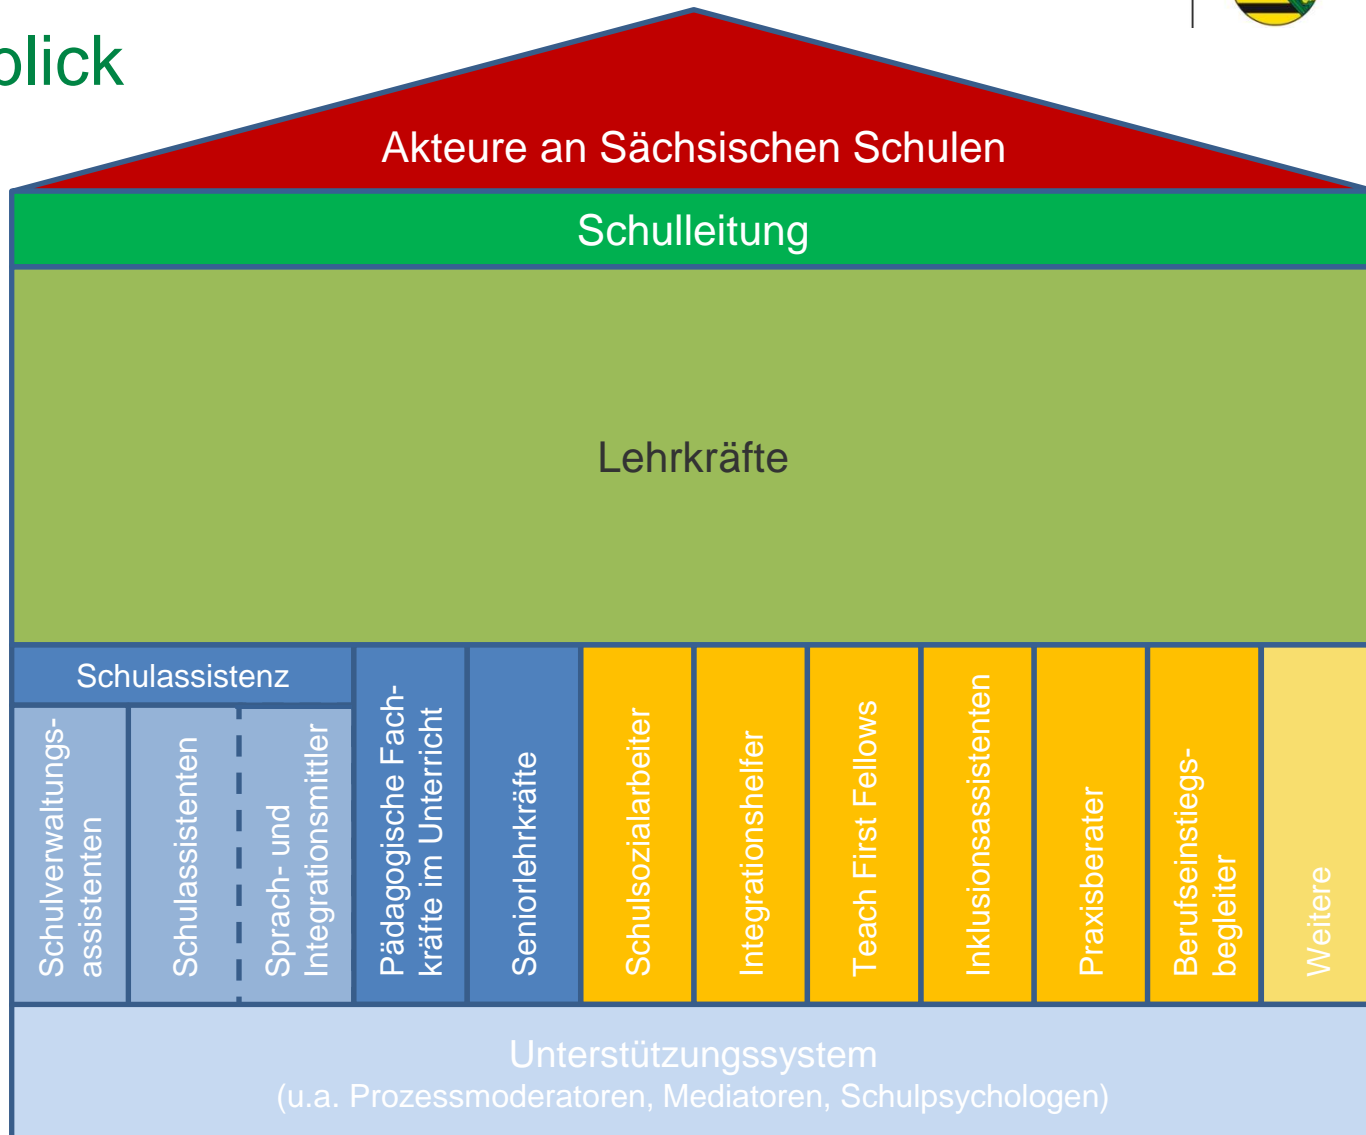 blick
Akteure an Sächsischen Schulen
Schulleitung
Lehrkräfte
Schulassistenz
Schulverwaltungs-
assistenten
Schulassistenten
Sprach- und
Integrationsmittler
Pädagogische Fach-
kräfte im Unterricht
Seniorlehrkräfte
Schulsozialarbeiter
Integrationshelfer
Teach First Fellows
Inklusionsassistenten
Praxisberater
Berufseinstiegs-
begleiter
Weitere
Unterstützungssystem
(u.a. Prozessmoderatoren, Mediatoren, Schulpsychologen)